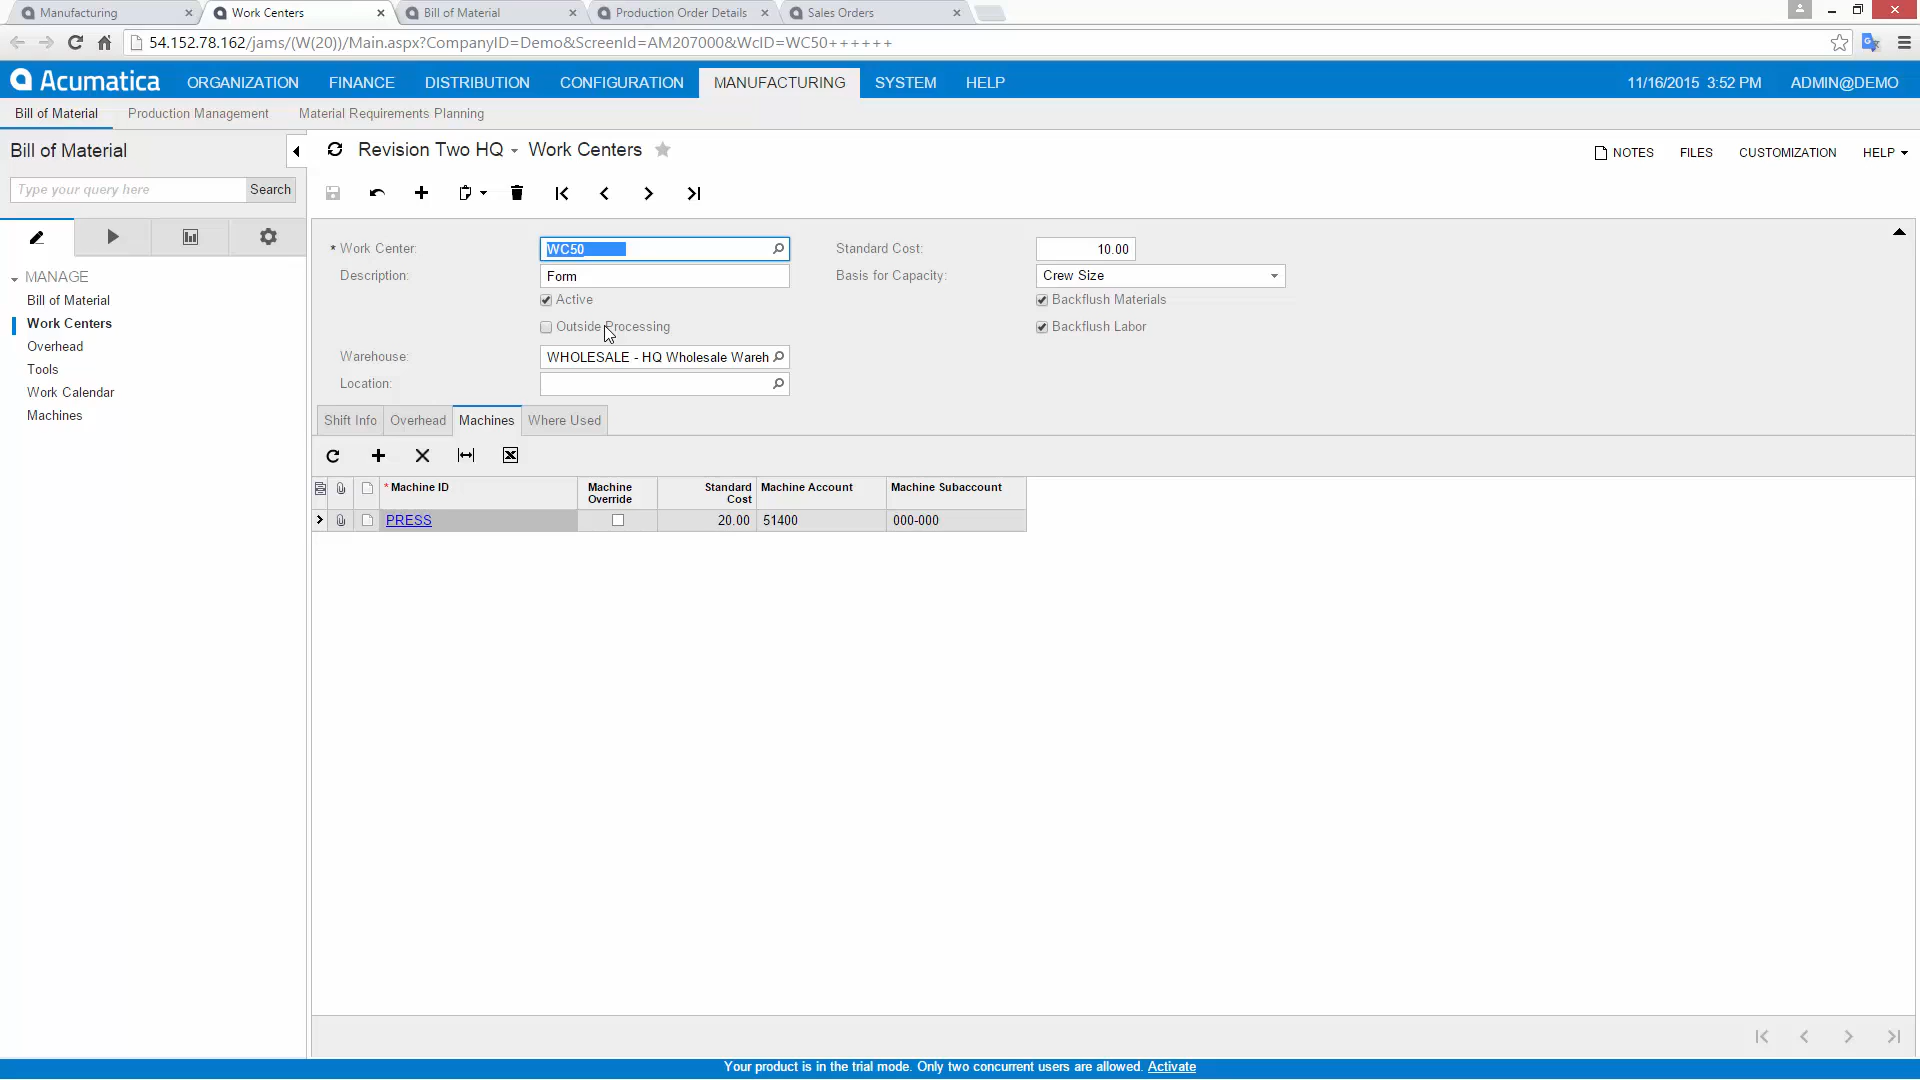 Manufacturing × Work Centers × Bill of Material × Production Order Details × Sales Orders ×
54.152.78.162/jams/(W(20))/Main.aspx?CompanyID=Demo&ScreenId=AM207000&WcID=WC50++++++
Acumatica ORGANIZATION FINANCE DISTRIBUTION CONFIGURATION MANUFACTURING SYSTEM HELP 11/16/2015 3:52 PM ADMIN@DEMO
Bill of Material Production Management Material Requirements Planning
Bill of Material
Type your query here Search
MANAGE
Bill of Material
Work Centers
Overhead
Tools
Work Calendar
Machines
Revision Two HQ Work Centers NOTES FILES CUSTOMIZATION HELP
* Work Center: WC50 Standard Cost: 10.00
Description: Form Basis for Capacity: Crew Size
Active Backflush Materials
Outside Processing Backflush Labor
Warehouse: WHOLESALE - HQ Wholesale Wareh
Location:
Shift Info Overhead Machines Where Used
* Machine ID Machine Override Standard Cost Machine Account Machine Subaccount
PRESS 20.00 51400 000-000
Your product is in the trial mode. Only two concurrent users are allowed. Activate